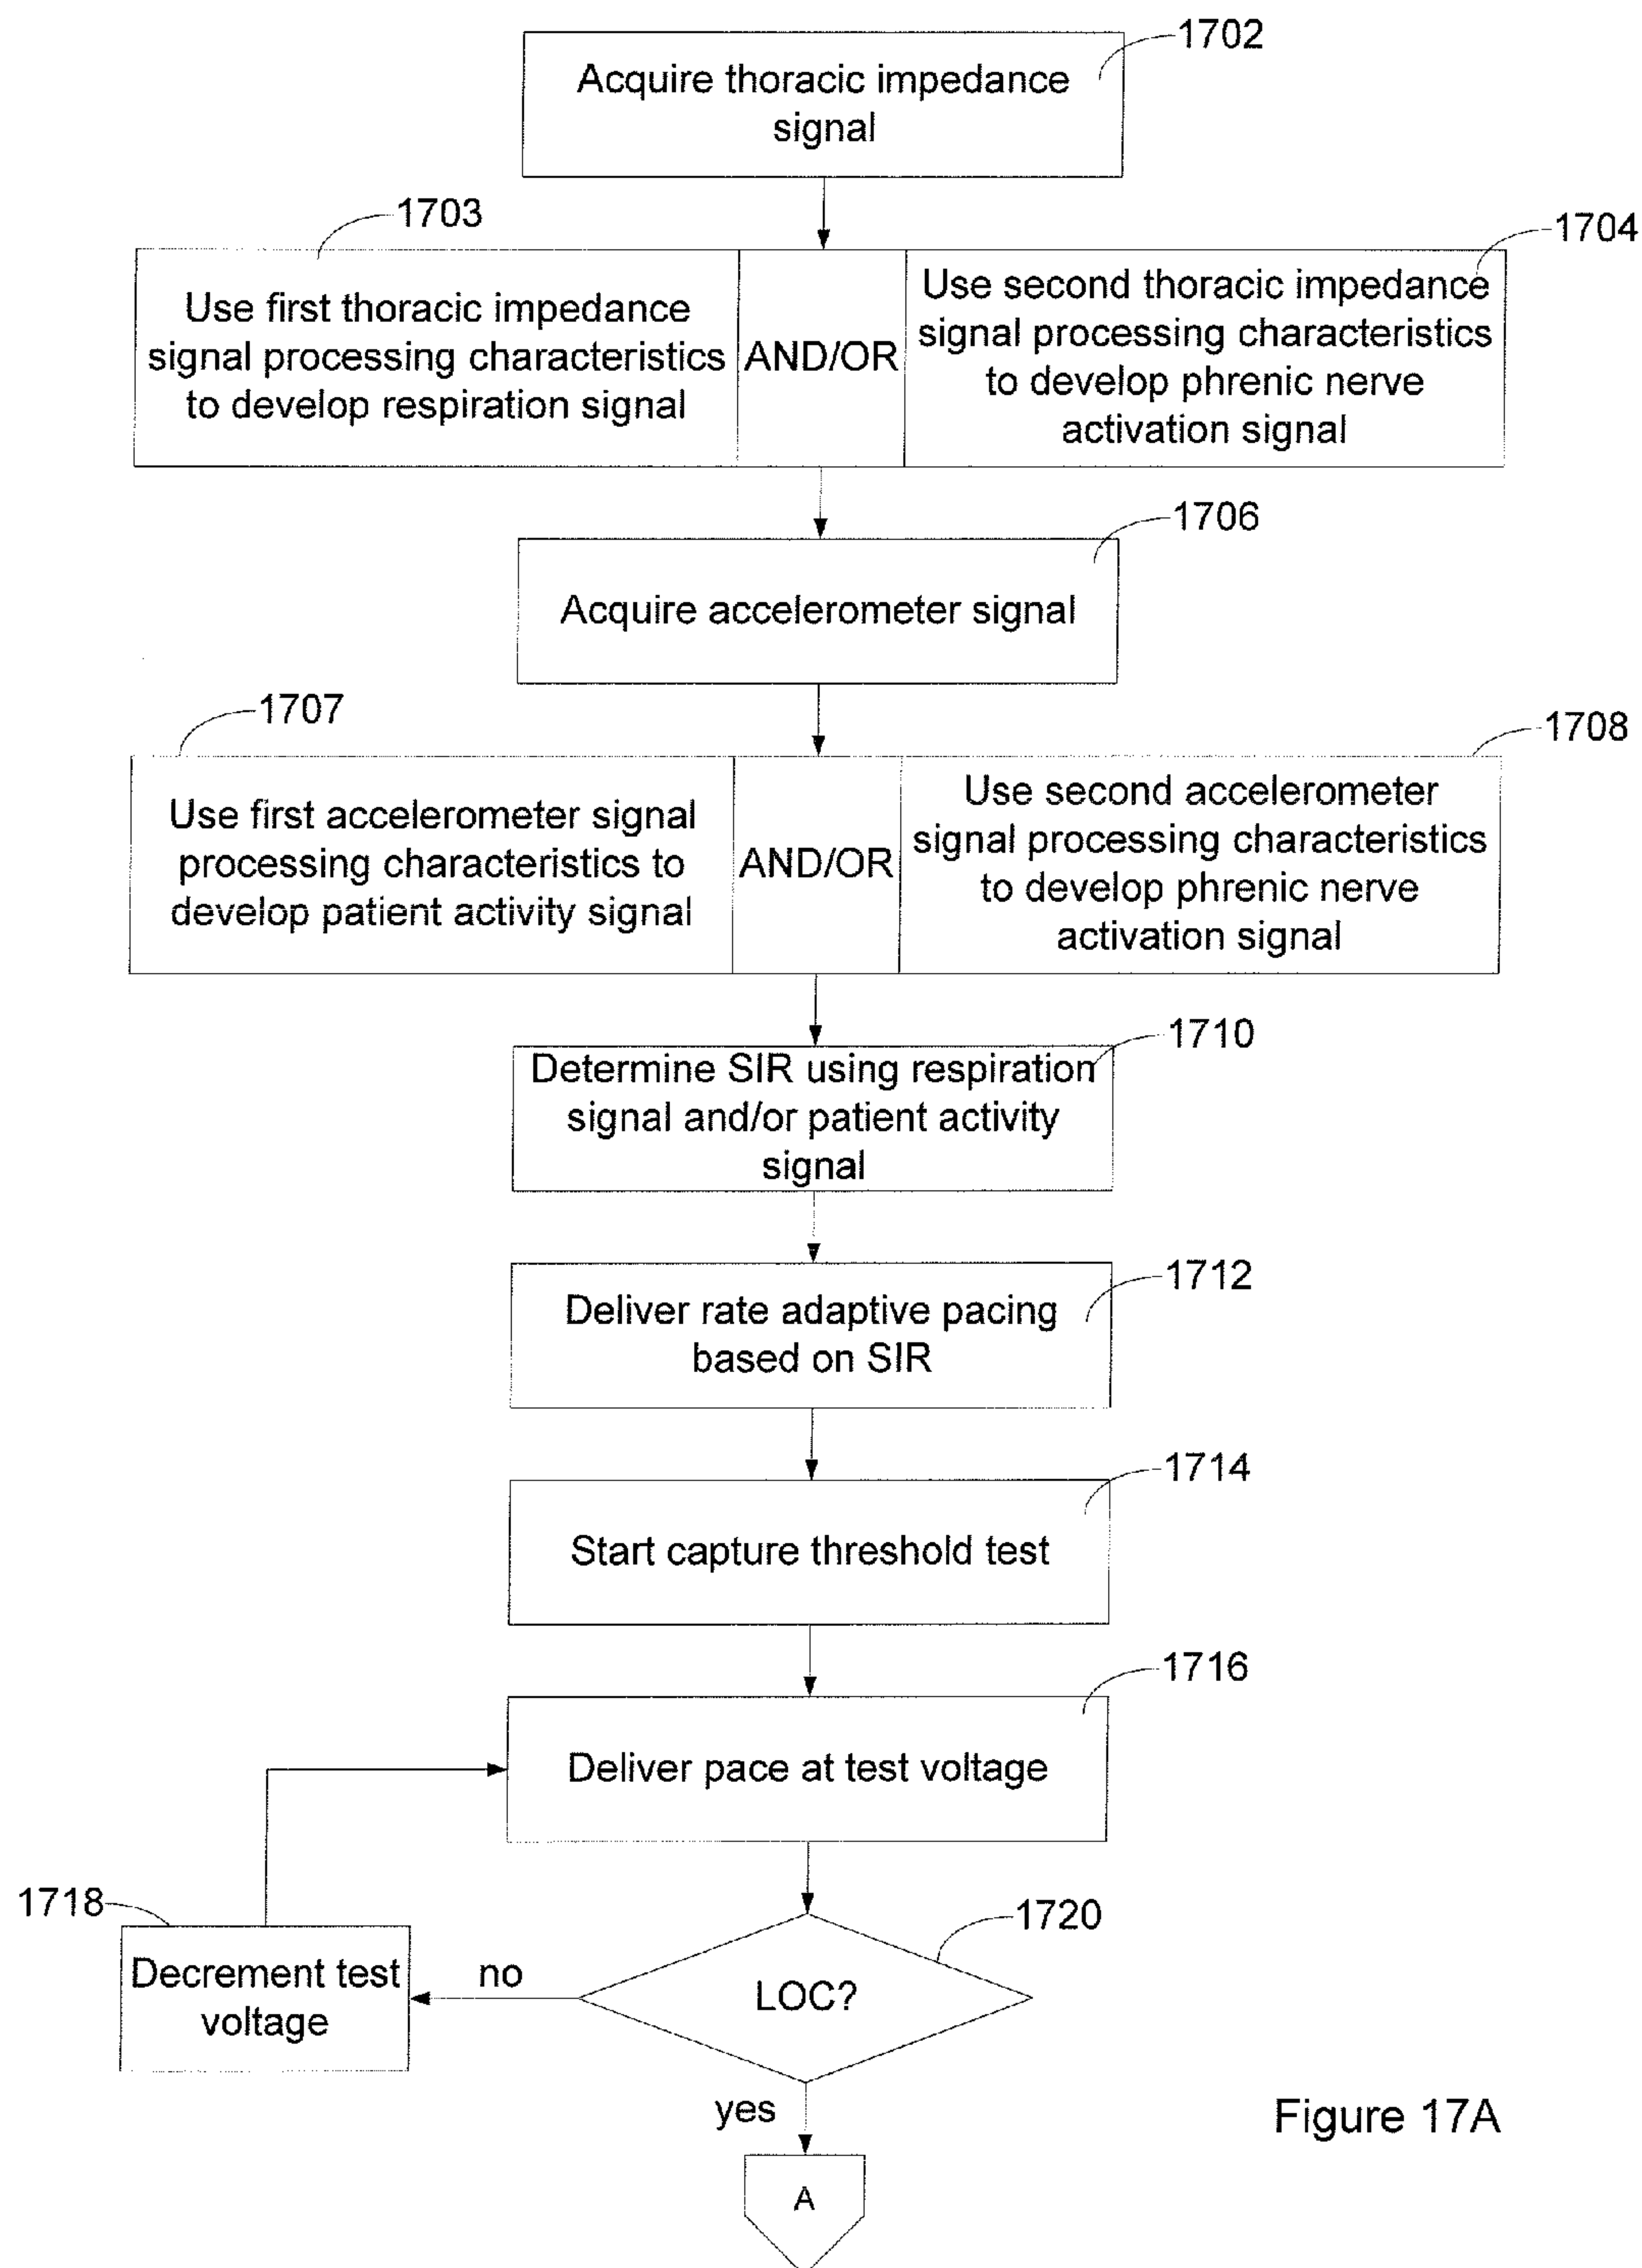 1702
Acquire thoracic impedance
signal
1703
1704
Use first thoracic impedance
signal processing characteristics
to develop respiration signal
AND/OR
Use second thoracic impedance
signal processing characteristics
to develop phrenic nerve
activation signal
1706
Acquire accelerometer signal
1707
1708
Use first accelerometer signal
processing characteristics to
develop patient activity signal
AND/OR
Use second accelerometer
signal processing characteristics
to develop phrenic nerve
activation signal
1710
Determine SIR using respiration
signal and/or patient activity
signal
1712
Deliver rate adaptive pacing
based on SIR
1714
Start capture threshold test
1716
Deliver pace at test voltage
1718
Decrement test
voltage
no
1720
LOC?
yes
A
Figure 17A